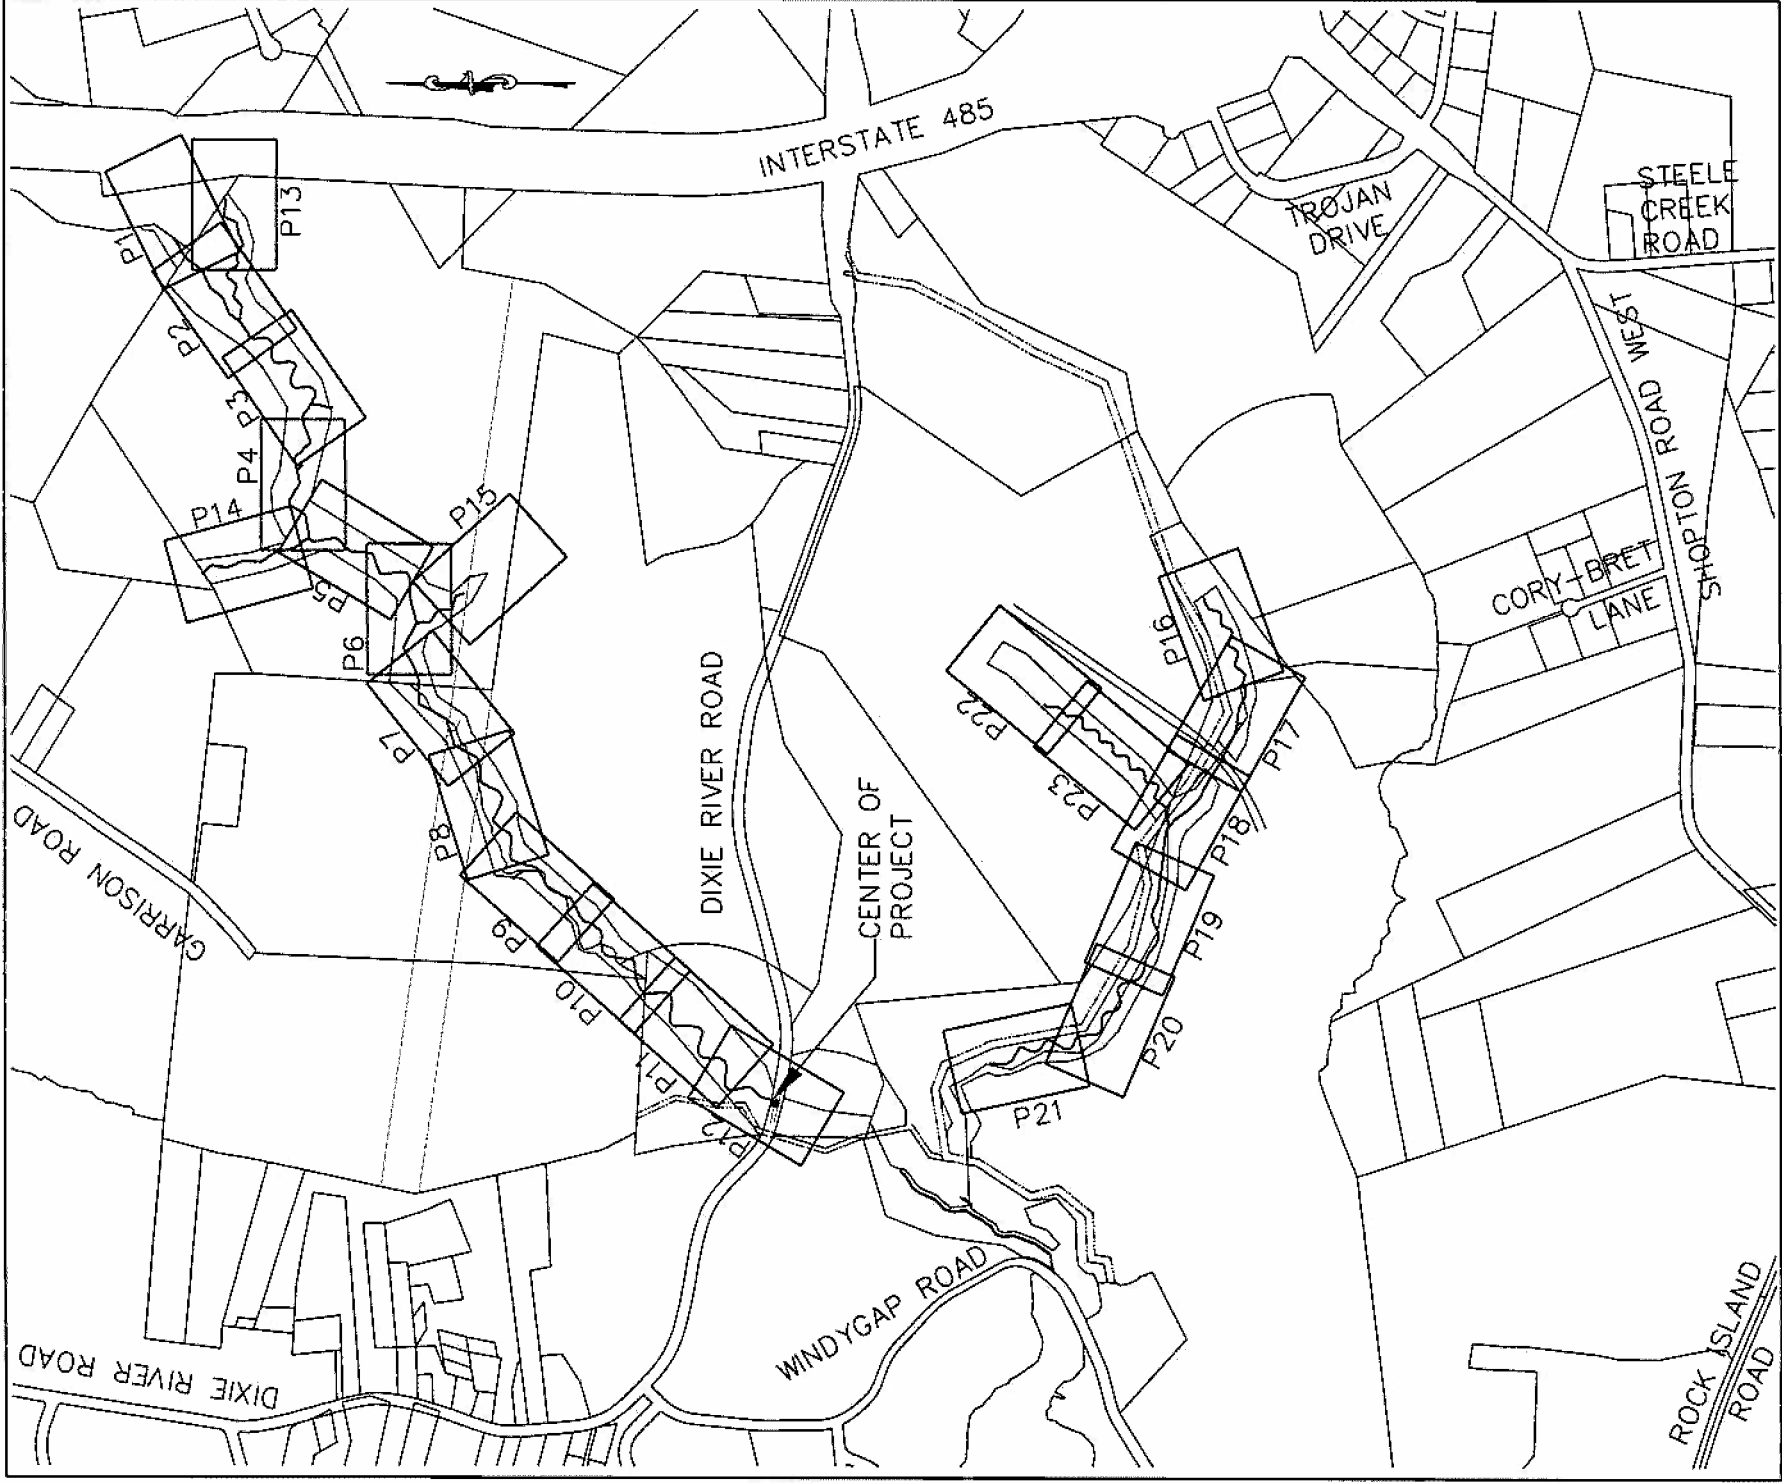 INTERSTATE 485
P13
P1
P2
P3
P4
P14
P15
P5
P6
P7
P8
P9
P10
P11
P12
TROJAN
DRIVE
STEELE
CREEK
ROAD
SHOPTON ROAD WEST
CORY-BRET
LANE
P16
P17
P22
P23
P18
P19
P20
P21
DIXIE RIVER ROAD
CENTER OF
PROJECT
GARRISON ROAD
WINDYGAP ROAD
DIXIE RIVER ROAD
ROCK ISLAND
ROAD